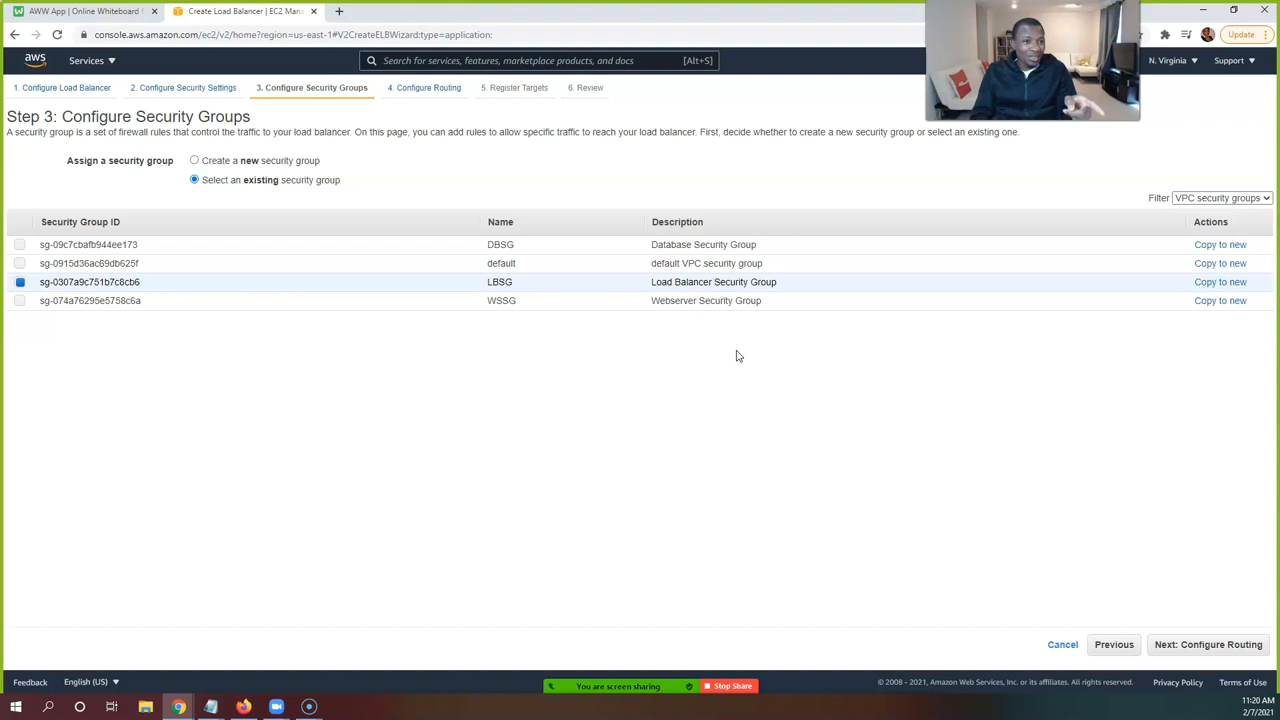 AWW App | Online Whiteboard
Create Load Balancer | EC2 Mana
console.aws.amazon.com/ec2/v2/home?region=us-east-1#V2CreateELBWizard:type=application:
Update
aws
Services
Search for services, features, marketplace products, and docs
[Alt+S]
N. Virginia
Support
1. Configure Load Balancer
2. Configure Security Settings
3. Configure Security Groups
4. Configure Routing
5. Register Targets
6. Review
Step 3: Configure Security Groups
A security group is a set of firewall rules that control the traffic to your load balancer. On this page, you can add rules to allow specific traffic to reach your load balancer. First, decide whether to create a new security group or select an existing one.
Assign a security group
Create a new security group
Select an existing security group
Filter
VPC security groups
Security Group ID
Name
Description
Actions
sg-09c7cbafb944ee173
DBSG
Database Security Group
Copy to new
sg-0915d36ac69db625f
default
default VPC security group
Copy to new
sg-0307a9c751b7c8cb6
LBSG
Load Balancer Security Group
Copy to new
sg-074a76295e5758c6a
WSSG
Webserver Security Group
Copy to new
Cancel
Previous
Next: Configure Routing
Feedback
English (US)
You are screen sharing
Stop Share
© 2008 - 2021, Amazon Web Services, Inc. or its affiliates. All rights reserved.
Privacy Policy
Terms of Use
11:20 AM
2/7/2021